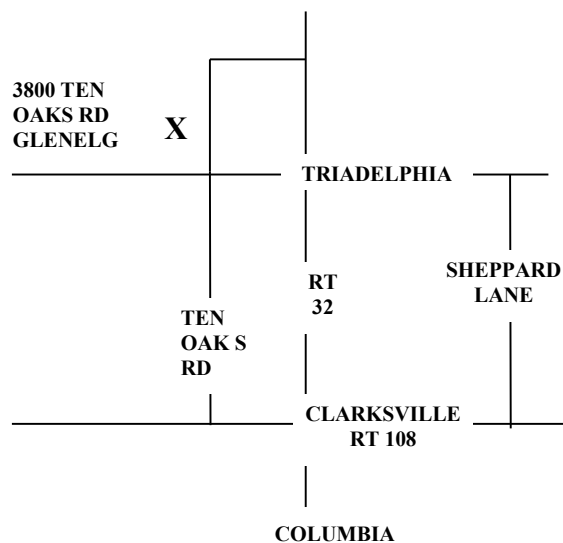 3800 TEN
OAKS RD
GLENELG
X
TRIADELPHIA
SHEPPARD
LANE
RT
32
TEN
OAK S
RD
CLARKSVILLE
RT 108
COLUMBIA